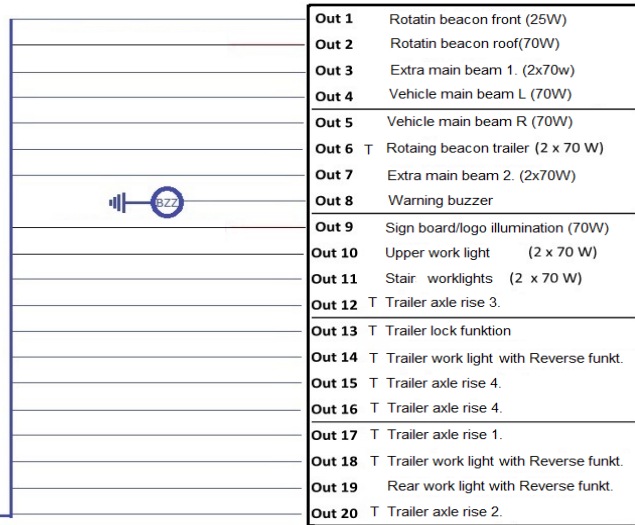 Out 1 Rotatin beacon front (25W)
Out 2 Rotatin beacon roof(70W)
Out 3 Extra main beam 1. (2x70w)
Out 4 Vehicle main beam L (70W)
Out 5 Vehicle main beam R (70W)
Out 6 T Rotaing beacon trailer (2 x 70 W)
Out 7 Extra main beam 2. (2x70W)
BZZ
Out 8 Warning buzzer
Out 9 Sign board/logo illumination (70W)
Out 10 Upper work light (2 x 70 W)
Out 11 Stair worklights (2 x 70 W)
Out 12 T Trailer axle rise 3.
Out 13 T Trailer lock funktion
Out 14 T Trailer work light with Reverse funkt.
Out 15 T Trailer axle rise 4.
Out 16 T Trailer axle rise 4.
Out 17 T Trailer axle rise 1.
Out 18 T Trailer work light with Reverse funkt.
Out 19 Rear work light with Reverse funkt.
Out 20 T Trailer axle rise 2.